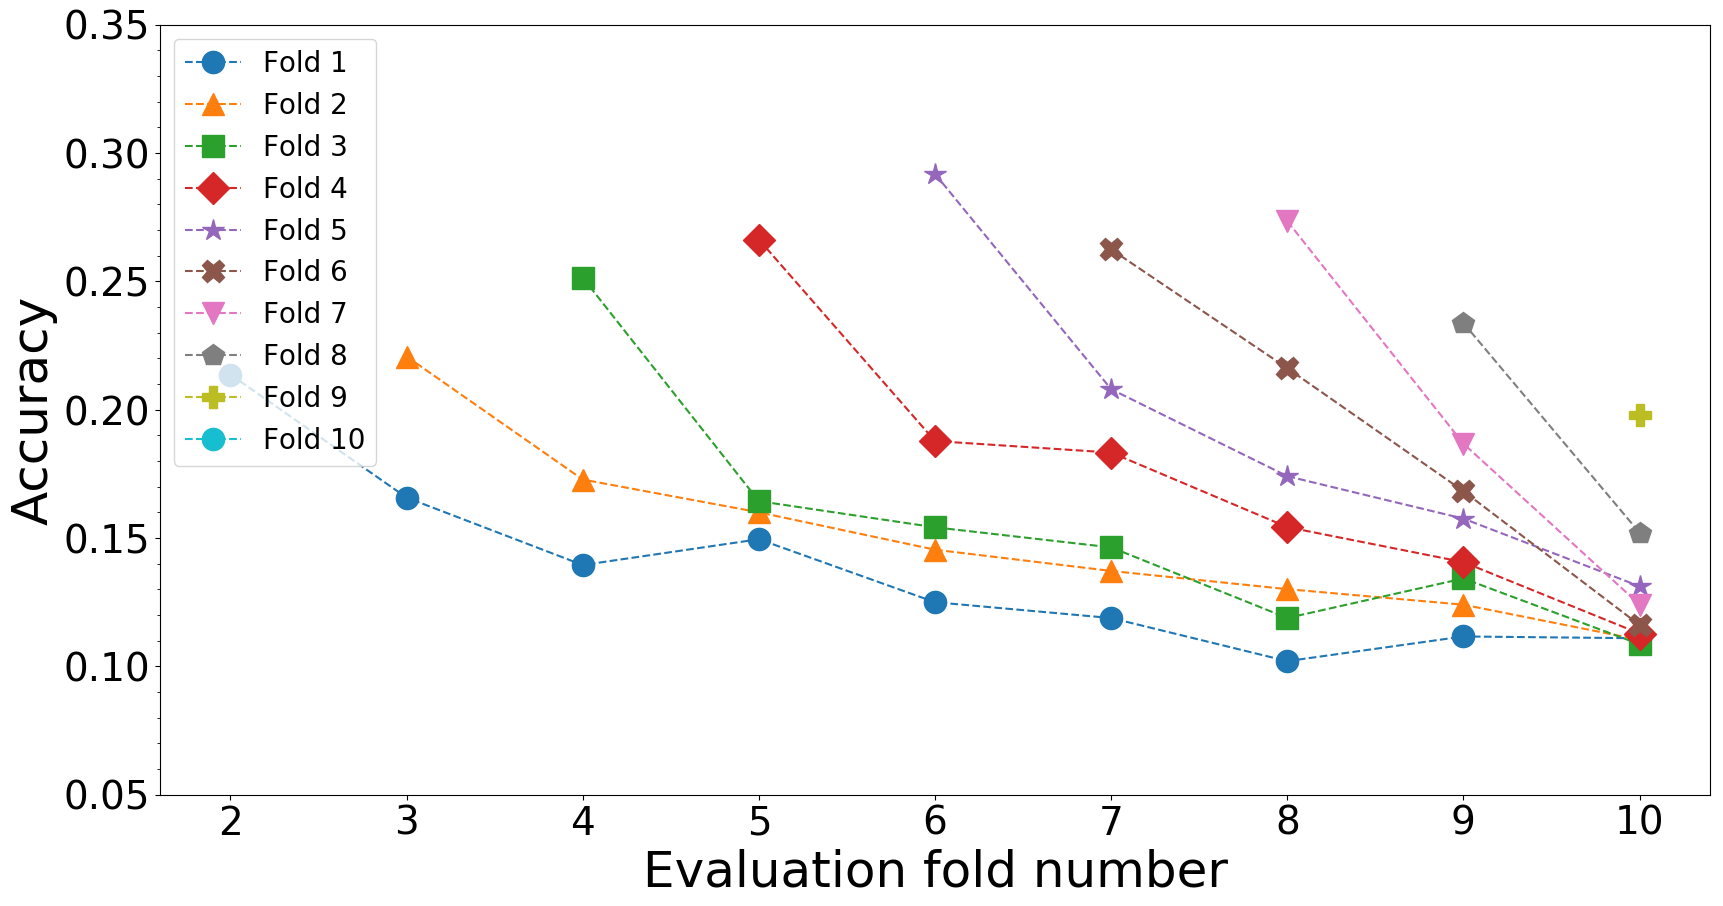 0.35
0.30
0.25
0.20
0.15
0.10
0.05
Accuracy
Fold 1
Fold 2
Fold 3
Fold 4
Fold 5
Fold 6
Fold 7
Fold 8
Fold 9
Fold 10
2 3 4 5 6 7 8 9 10
Evaluation fold number